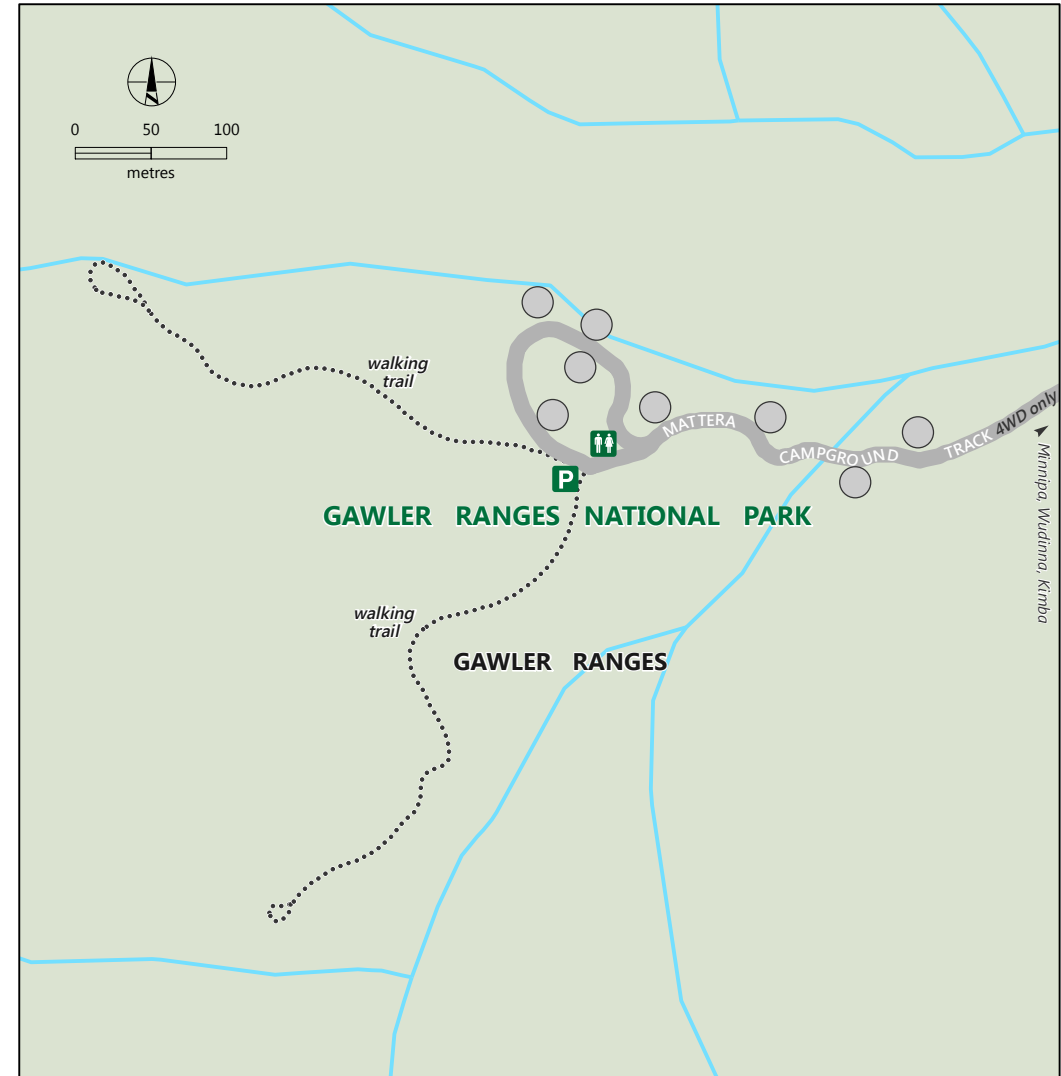 0 50 100
metres
walking
trail
MATTERA CAMPGROUND TRACK 4WD only
P
GAWLER RANGES NATIONAL PARK
Minnipa, Wudinna, Kimba
walking
trail
GAWLER RANGES